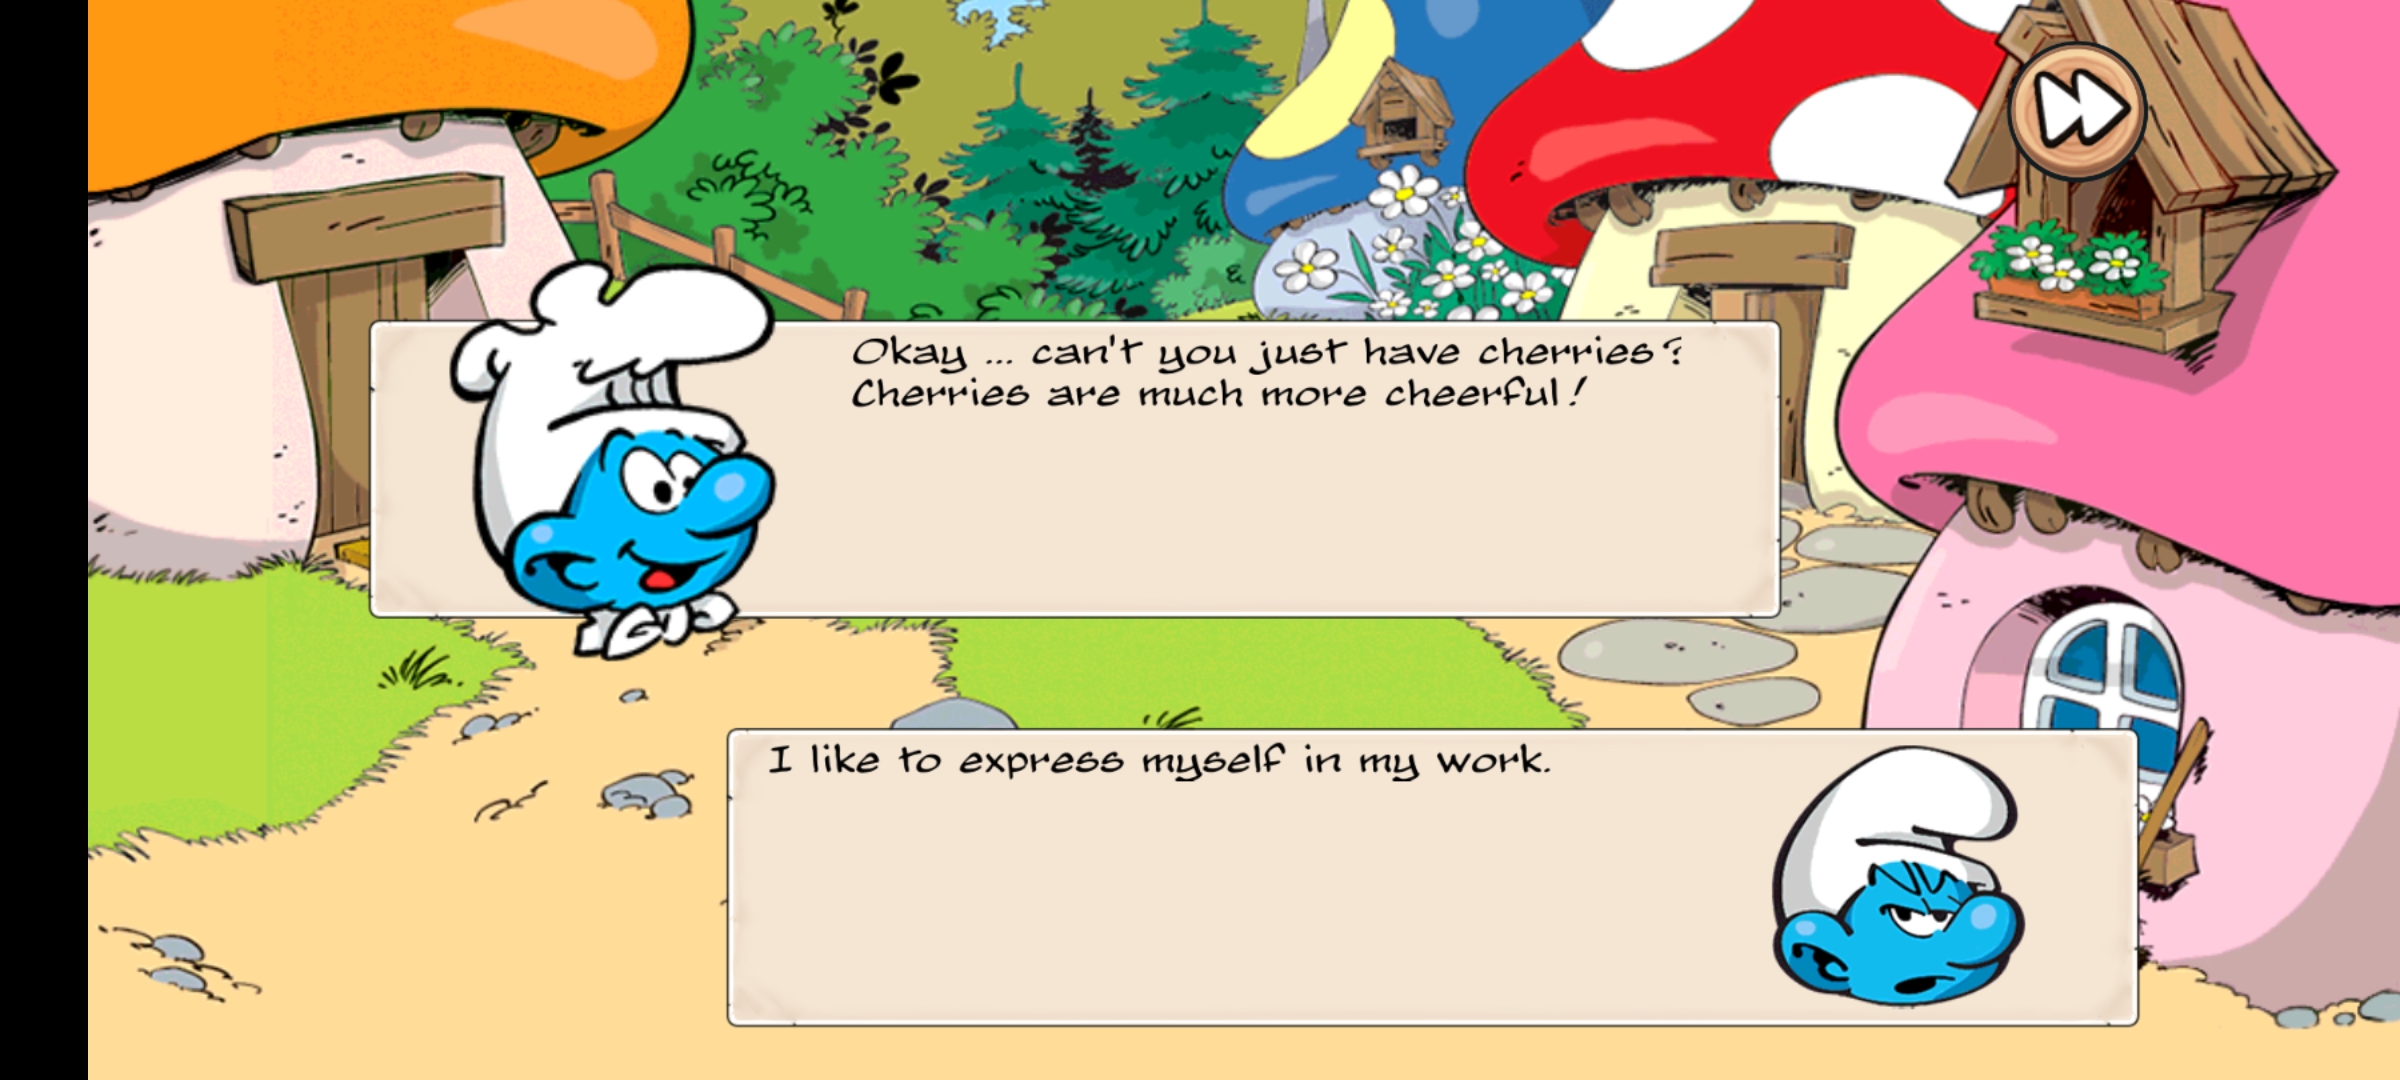 Okay ... can't you just have cherries?
Cherries are much more cheerful!
I like to express myself in my work.